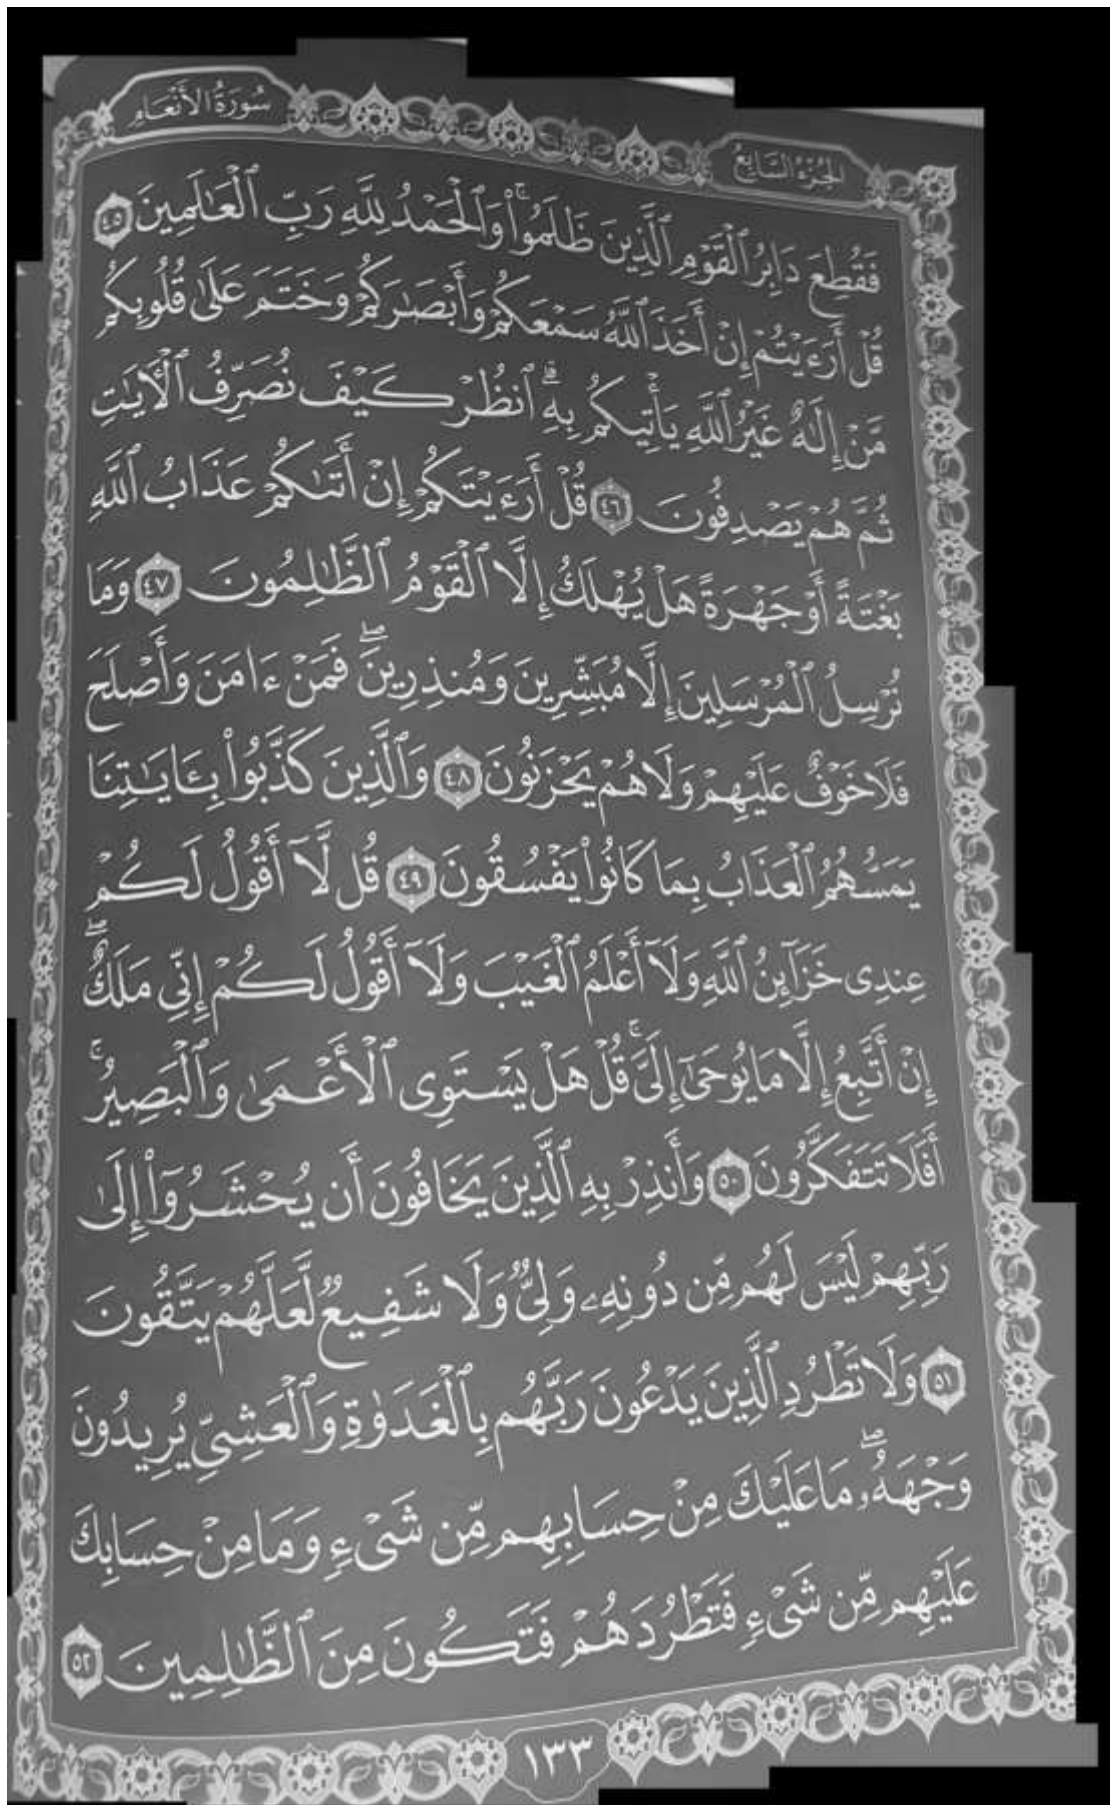 سُورَةُ الأَنْعَامِ
الجُزْءُ السَّابِعُ
فَقُطِعَ دَابِرُ ٱلْقَوْمِ ٱلَّذِينَ ظَلَمُوا۟ۚ وَٱلْحَمْدُ لِلَّهِ رَبِّ ٱلْعَـٰلَمِينَ ٤٥
قُلْ أَرَءَيْتُمْ إِنْ أَخَذَ ٱللَّهُ سَمْعَكُمْ وَأَبْصَـٰرَكُمْ وَخَتَمَ عَلَىٰ قُلُوبِكُم
مَّنْ إِلَـٰهٌ غَيْرُ ٱللَّهِ يَأْتِيكُم بِهِۗ ٱنظُرْ كَيْفَ نُصَرِّفُ ٱلْـَٔايَـٰتِ
ثُمَّ هُمْ يَصْدِفُونَ ٤٦ قُلْ أَرَءَيْتَكُمْ إِنْ أَتَىٰكُمْ عَذَابُ ٱللَّهِ
بَغْتَةً أَوْ جَهْرَةً هَلْ يُهْلَكُ إِلَّا ٱلْقَوْمُ ٱلظَّـٰلِمُونَ ٤٧ وَمَا
نُرْسِلُ ٱلْمُرْسَلِينَ إِلَّا مُبَشِّرِينَ وَمُنذِرِينَۖ فَمَنْ ءَامَنَ وَأَصْلَحَ
فَلَا خَوْفٌ عَلَيْهِمْ وَلَا هُمْ يَحْزَنُونَ ٤٨ وَٱلَّذِينَ كَذَّبُوا۟ بِـَٔايَـٰتِنَا
يَمَسُّهُمُ ٱلْعَذَابُ بِمَا كَانُوا۟ يَفْسُقُونَ ٤٩ قُل لَّآ أَقُولُ لَكُمْ
عِندِى خَزَآئِنُ ٱللَّهِ وَلَآ أَعْلَمُ ٱلْغَيْبَ وَلَآ أَقُولُ لَكُمْ إِنِّى مَلَكٌۖ
إِنْ أَتَّبِعُ إِلَّا مَا يُوحَىٰٓ إِلَىَّۚ قُلْ هَلْ يَسْتَوِى ٱلْأَعْمَىٰ وَٱلْبَصِيرُۚ
أَفَلَا تَتَفَكَّرُونَ ٥٠ وَأَنذِرْ بِهِ ٱلَّذِينَ يَخَافُونَ أَن يُحْشَرُوٓا۟ إِلَىٰ
رَبِّهِمْ لَيْسَ لَهُم مِّن دُونِهِۦ وَلِىٌّ وَلَا شَفِيعٌ لَّعَلَّهُمْ يَتَّقُونَ
٥١ وَلَا تَطْرُدِ ٱلَّذِينَ يَدْعُونَ رَبَّهُم بِٱلْغَدَوٰةِ وَٱلْعَشِىِّ يُرِيدُونَ
وَجْهَهُۥۖ مَا عَلَيْكَ مِنْ حِسَابِهِم مِّن شَىْءٍ وَمَا مِنْ حِسَابِكَ
عَلَيْهِم مِّن شَىْءٍ فَتَطْرُدَهُمْ فَتَكُونَ مِنَ ٱلظَّـٰلِمِينَ ٥٢
١٣٣